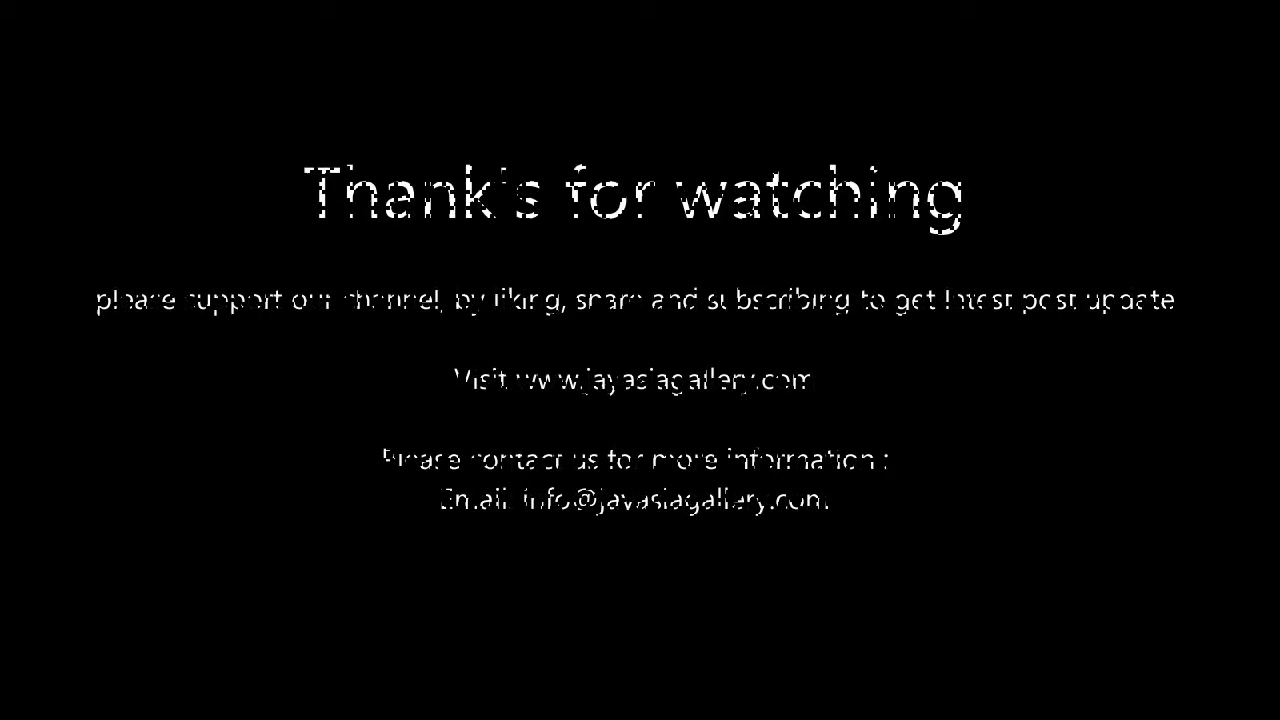 Thank's for watching
please support our channel, by liking, share and subscribing to get latest post update
Visit www.javasiagallery.com
Please contact us for more information :
Email: info@javasiagallery.com